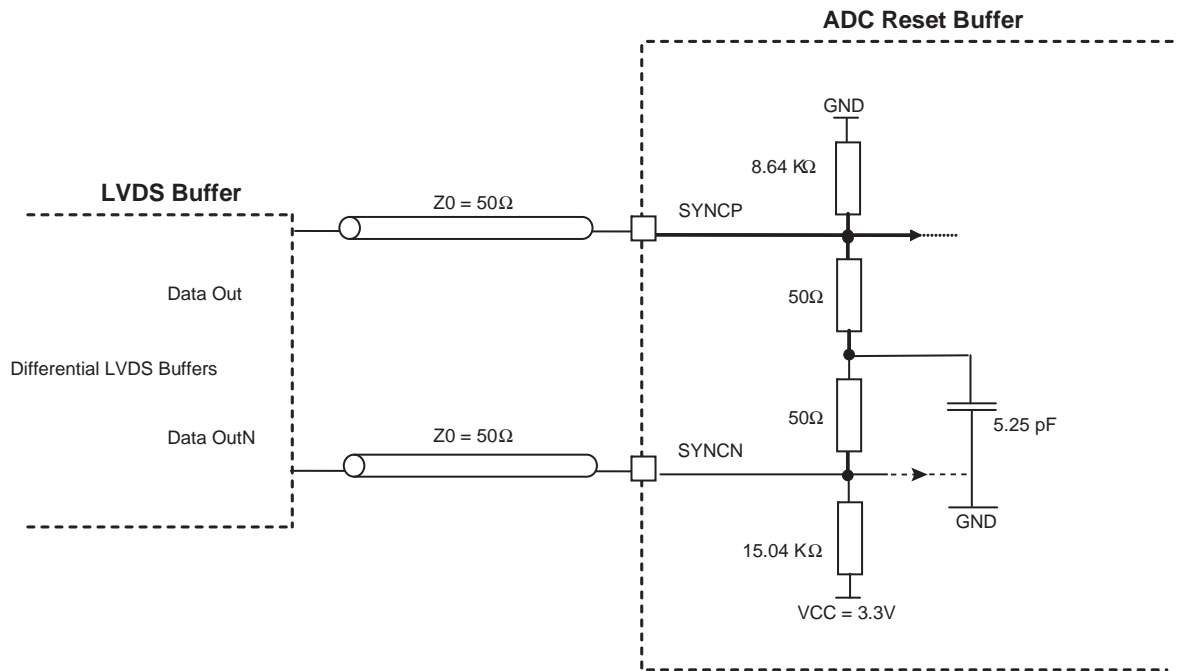 ADC Reset Buffer
GND
8.64 KΩ
LVDS Buffer
Z0 = 50Ω
SYNCP
Data Out
50Ω
Differential LVDS Buffers
50Ω
5.25 pF
Data OutN
Z0 = 50Ω
SYNCN
GND
15.04 KΩ
VCC = 3.3V